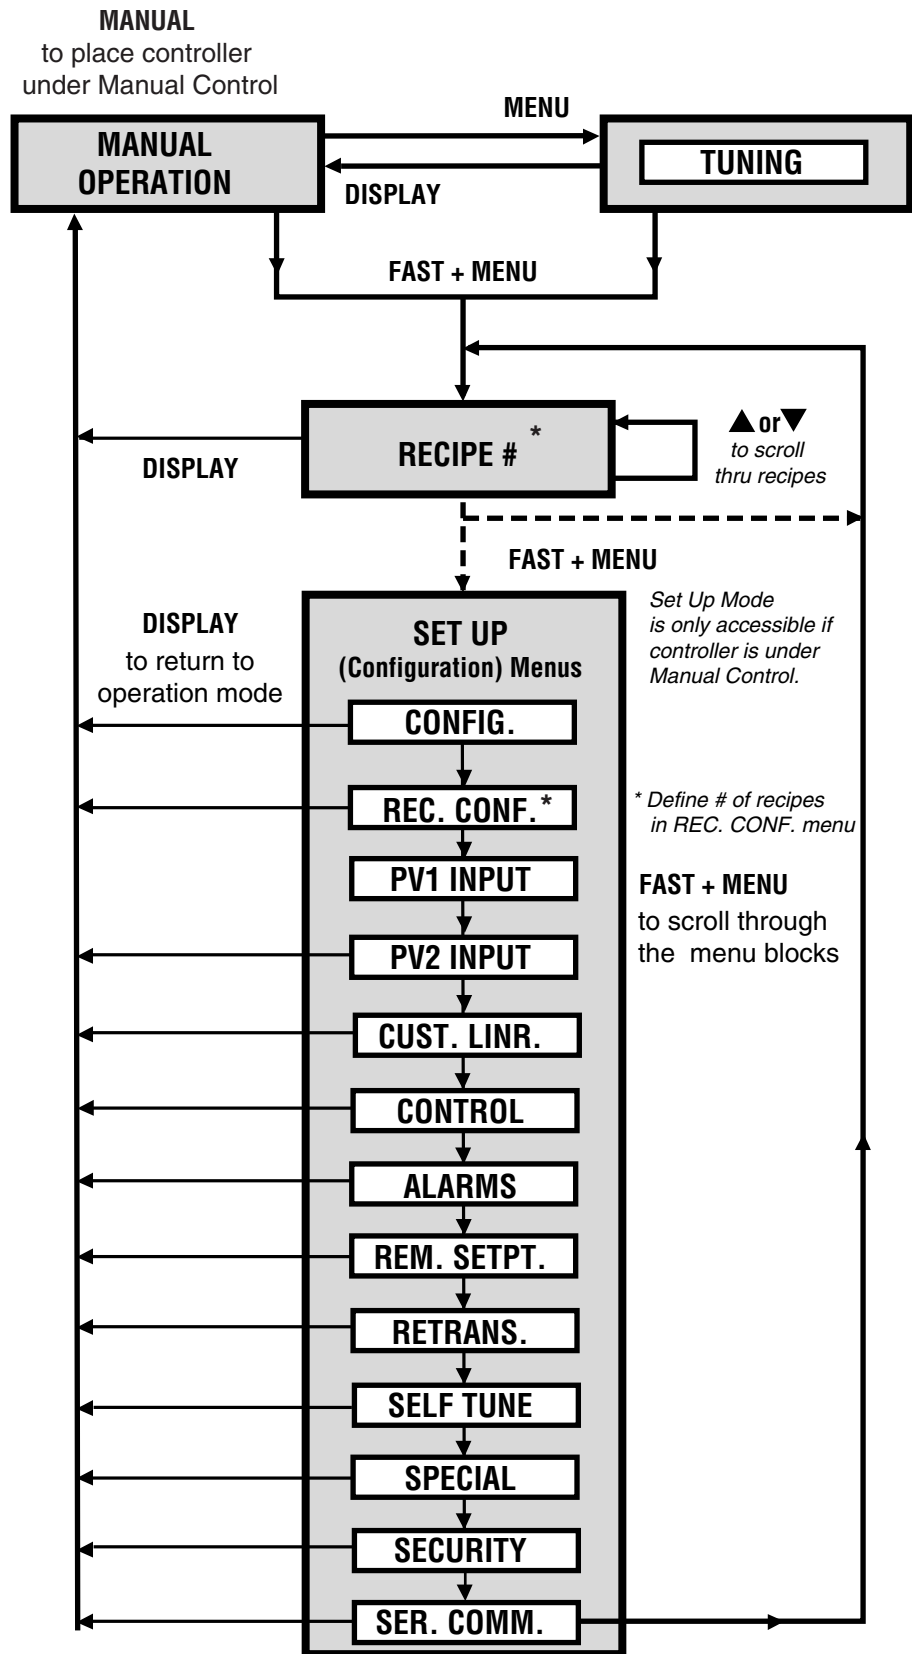 MANUAL
to place controller
under Manual Control
MENU
MANUAL
OPERATION
TUNING
DISPLAY
FAST + MENU
RECIPE # *
▲ or ▼
to scroll
thru recipes
DISPLAY
FAST + MENU
DISPLAY
to return to
operation mode
SET UP
(Configuration) Menus
Set Up Mode
is only accessible if
controller is under
Manual Control.
CONFIG.
REC. CONF. *
* Define # of recipes
in REC. CONF. menu
PV1 INPUT
FAST + MENU
to scroll through
the menu blocks
PV2 INPUT
CUST. LINR.
CONTROL
ALARMS
REM. SETPT.
RETRANS.
SELF TUNE
SPECIAL
SECURITY
SER. COMM.